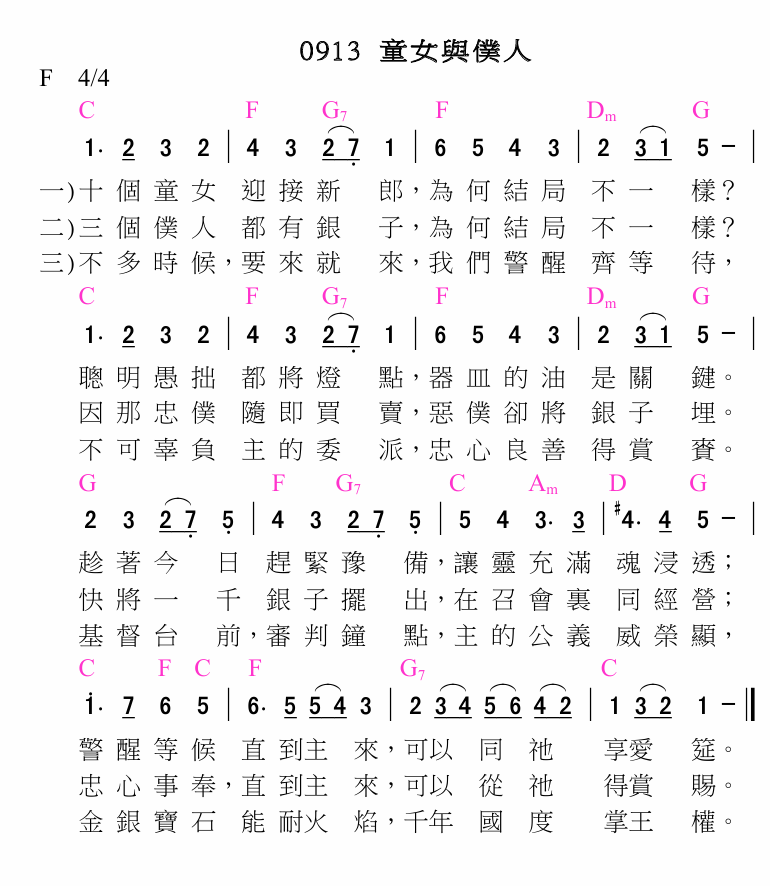 0913 童女與僕人
F 4/4
C F G7 F Dm G
1· 2 3 2 | 4 3 2 7 1 | 6 5 4 3 | 2 3 1 5 – |
一)十個童女 迎接新 郎，為何結局 不一 樣？
二)三個僕人 都有銀 子，為何結局 不一 樣？
三)不多時候，要來就 來，我們警醒 齊等 待，
C F G7 F Dm G
1· 2 3 2 | 4 3 2 7 1 | 6 5 4 3 | 2 3 1 5 – |
聰明愚拙 都將燈 點，器皿的油 是關 鍵。
因那忠僕 隨即買 賣，惡僕卻將 銀子 埋。
不可辜負 主的委 派，忠心良善 得賞 賚。
G F G7 C Am D G
2 3 2 7 5 | 4 3 2 7 5 | 5 4 3· 3 | #4· 4 5 – |
趁著今 日 趕緊豫 備，讓靈充滿 魂浸透；
快將一 千 銀子擺 出，在召會裏 同經營；
基督台 前，審判鐘 點，主的公義 威榮顯，
C F C F G7 C
1· 7 6 5 | 6· 5 5 4 3 | 2 3 4 5 6 4 2 | 1 3 2 1 – ||
警醒等候 直到主 來，可以 同 祂 享愛 筵。
忠心事奉，直到主 來，可以 從 祂 得賞 賜。
金銀寶石 能耐火 焰，千年 國 度 掌王 權。